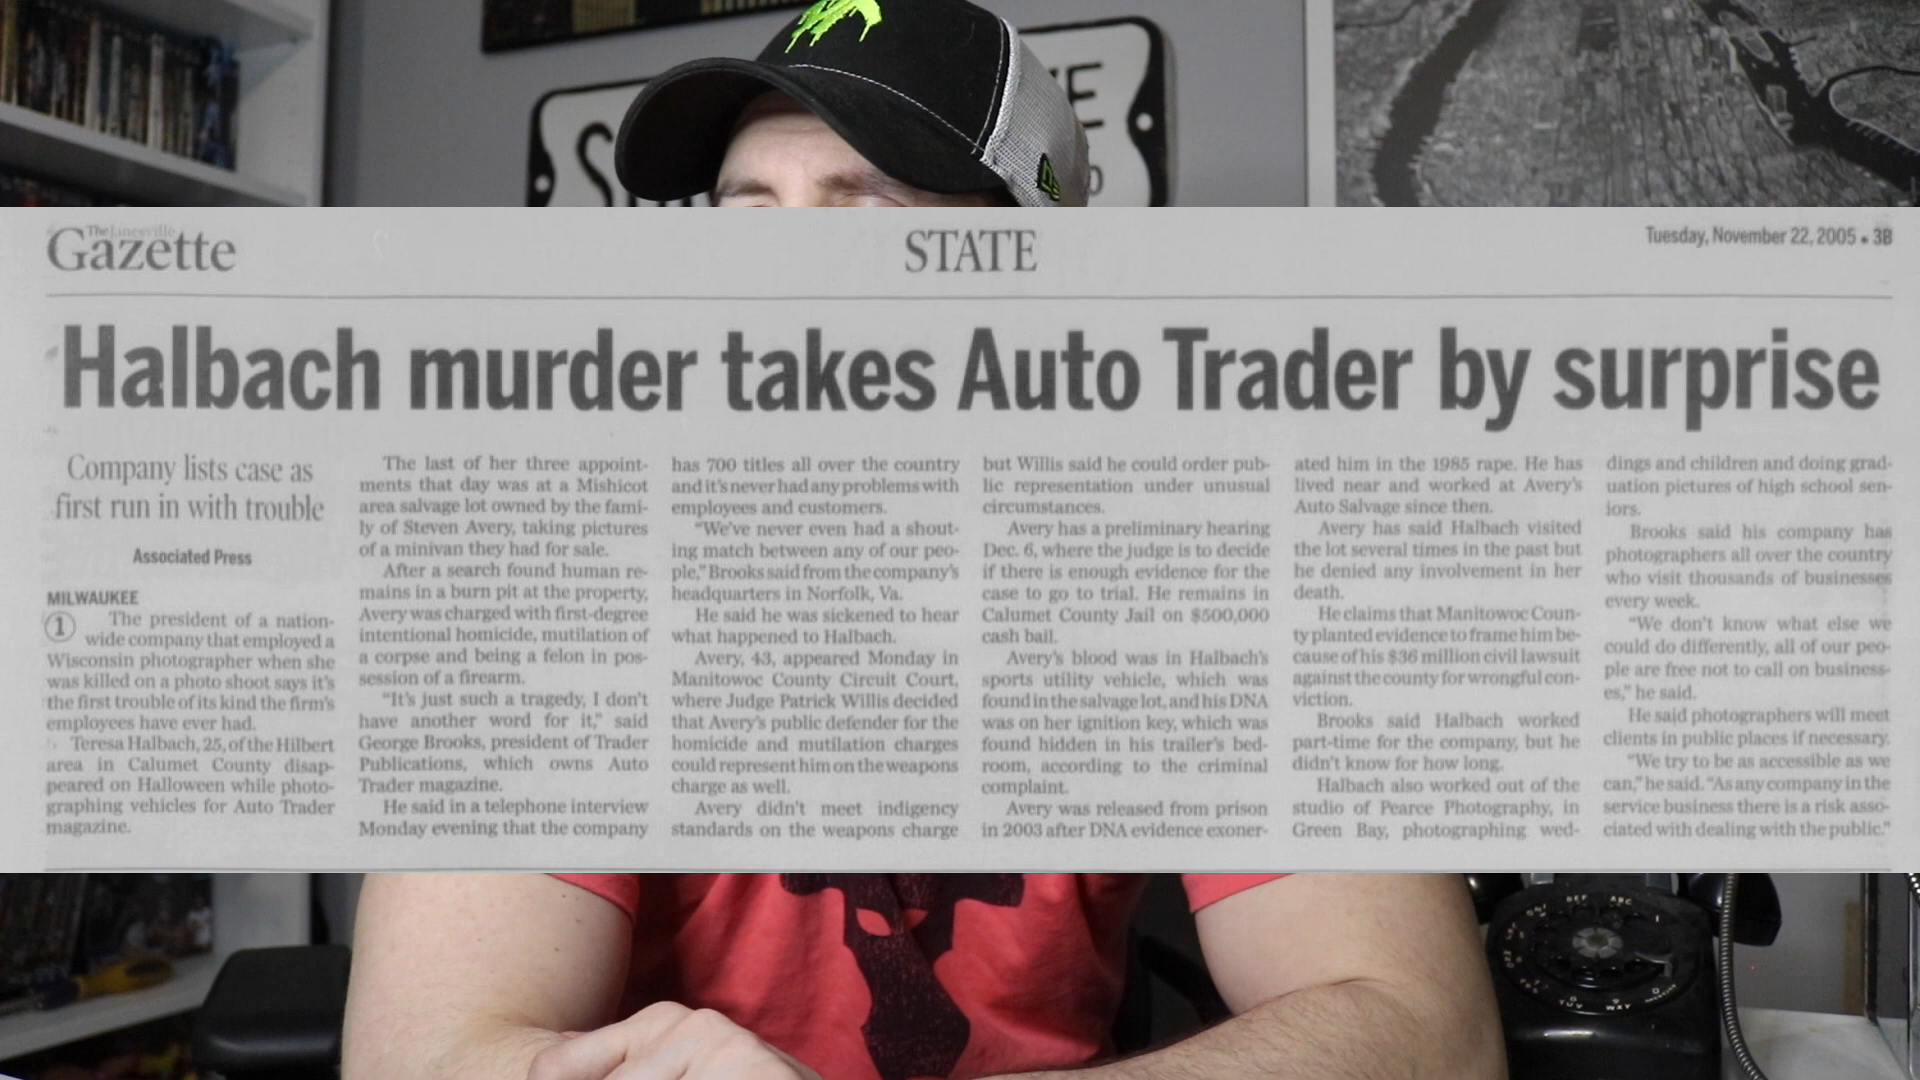 The Janesville
Gazette
STATE
Tuesday, November 22, 2005 • 3B
Halbach murder takes Auto Trader by surprise
Company lists case as
first run in with trouble
Associated Press
MILWAUKEE
1
The president of a nation-
wide company that employed a
Wisconsin photographer when she
was killed on a photo shoot says it's
the first trouble of its kind the firm's
employees have ever had.
Teresa Halbach, 25, of the Hilbert
area in Calumet County disap-
peared on Halloween while photo-
graphing vehicles for Auto Trader
magazine.
The last of her three appoint-
ments that day was at a Mishicot
area salvage lot owned by the fami-
ly of Steven Avery, taking pictures
of a minivan they had for sale.
After a search found human re-
mains in a burn pit at the property,
Avery was charged with first-degree
intentional homicide, mutilation of
a corpse and being a felon in pos-
session of a firearm.
"It's just such a tragedy, I don't
have another word for it," said
George Brooks, president of Trader
Publications, which owns Auto
Trader magazine.
He said in a telephone interview
Monday evening that the company
has 700 titles all over the country
and it's never had any problems with
employees and customers.
"We've never even had a shout-
ing match between any of our peo-
ple," Brooks said from the company's
headquarters in Norfolk, Va.
He said he was sickened to hear
what happened to Halbach.
Avery, 43, appeared Monday in
Manitowoc County Circuit Court,
where Judge Patrick Willis decided
that Avery's public defender for the
homicide and mutilation charges
could represent him on the weapons
charge as well.
Avery didn't meet indigency
standards on the weapons charge
but Willis said he could order pub-
lic representation under unusual
circumstances.
Avery has a preliminary hearing
Dec. 6, where the judge is to decide
if there is enough evidence for the
case to go to trial. He remains in
Calumet County Jail on $500,000
cash bail.
Avery's blood was in Halbach's
sports utility vehicle, which was
found in the salvage lot, and his DNA
was on her ignition key, which was
found hidden in his trailer's bed-
room, according to the criminal
complaint.
Avery was released from prison
in 2003 after DNA evidence exoner-
ated him in the 1985 rape. He has
lived near and worked at Avery's
Auto Salvage since then.
Avery has said Halbach visited
the lot several times in the past but
he denied any involvement in her
death.
He claims that Manitowoc Coun-
ty planted evidence to frame him be-
cause of his $36 million civil lawsuit
against the county for wrongful con-
viction.
Brooks said Halbach worked
part-time for the company, but he
didn't know for how long.
Halbach also worked out of the
studio of Pearce Photography, in
Green Bay, photographing wed-
dings and children and doing grad-
uation pictures of high school sen-
iors.
Brooks said his company has
photographers all over the country
who visit thousands of businesses
every week.
"We don't know what else we
could do differently, all of our peo-
ple are free not to call on business-
es," he said.
He said photographers will meet
clients in public places if necessary.
"We try to be as accessible as we
can," he said. "As any company in the
service business there is a risk asso-
ciated with dealing with the public."
DEF ABC
TUV WXY